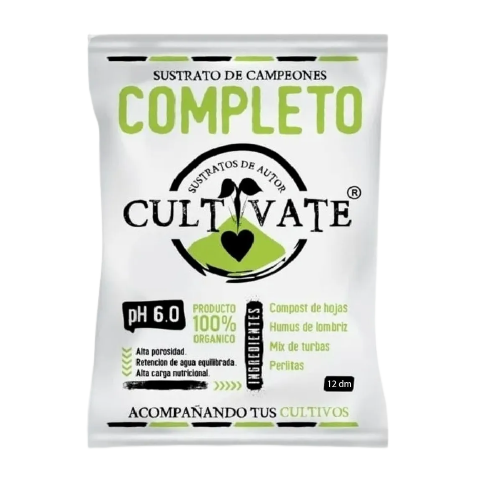 SUSTRATO DE CAMPEONES
COMPLETO
SUSTRATOS DE AUTOR
CULTIVATE®
pH 6.0
PRODUCTO
100%
ORGANICO
Alta porosidad.
Retencion de agua equilibrada.
Alta carga nutricional.
INGREDIENTES
Compost de hojas
Humus de lombriz
Mix de turbas
Perlitas
12 dm
ACOMPAÑANDO TUS CULTIVOS